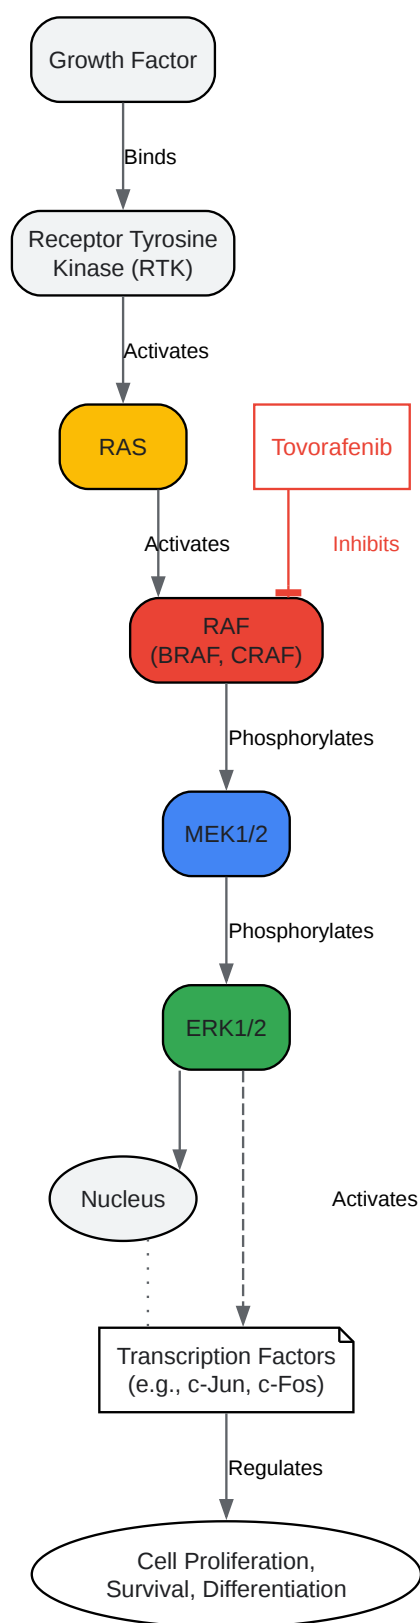 Growth Factor
Binds
Receptor Tyrosine
Kinase (RTK)
Activates
RAS
Tovorafenib
Activates
Inhibits
RAF
(BRAF, CRAF)
Phosphorylates
MEK1/2
Phosphorylates
ERK1/2
Nucleus
Activates
Transcription Factors
(e.g., c-Jun, c-Fos)
Regulates
Cell Proliferation,
Survival, Differentiation